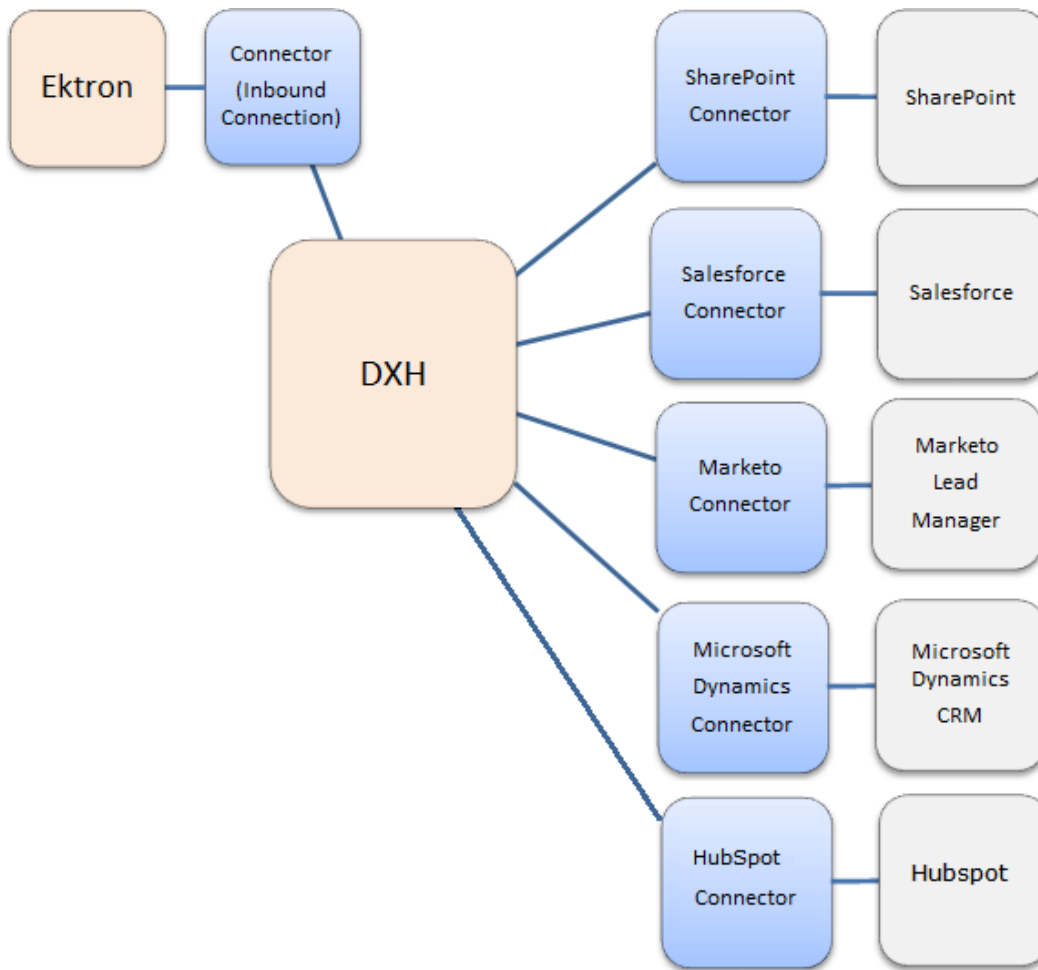 Ektron
Connector
(Inbound
Connection)
SharePoint
Connector
SharePoint
Salesforce
Connector
Salesforce
DXH
Marketo
Connector
Marketo
Lead
Manager
Microsoft
Dynamics
Connector
Microsoft
Dynamics
CRM
HubSpot
Connector
Hubspot